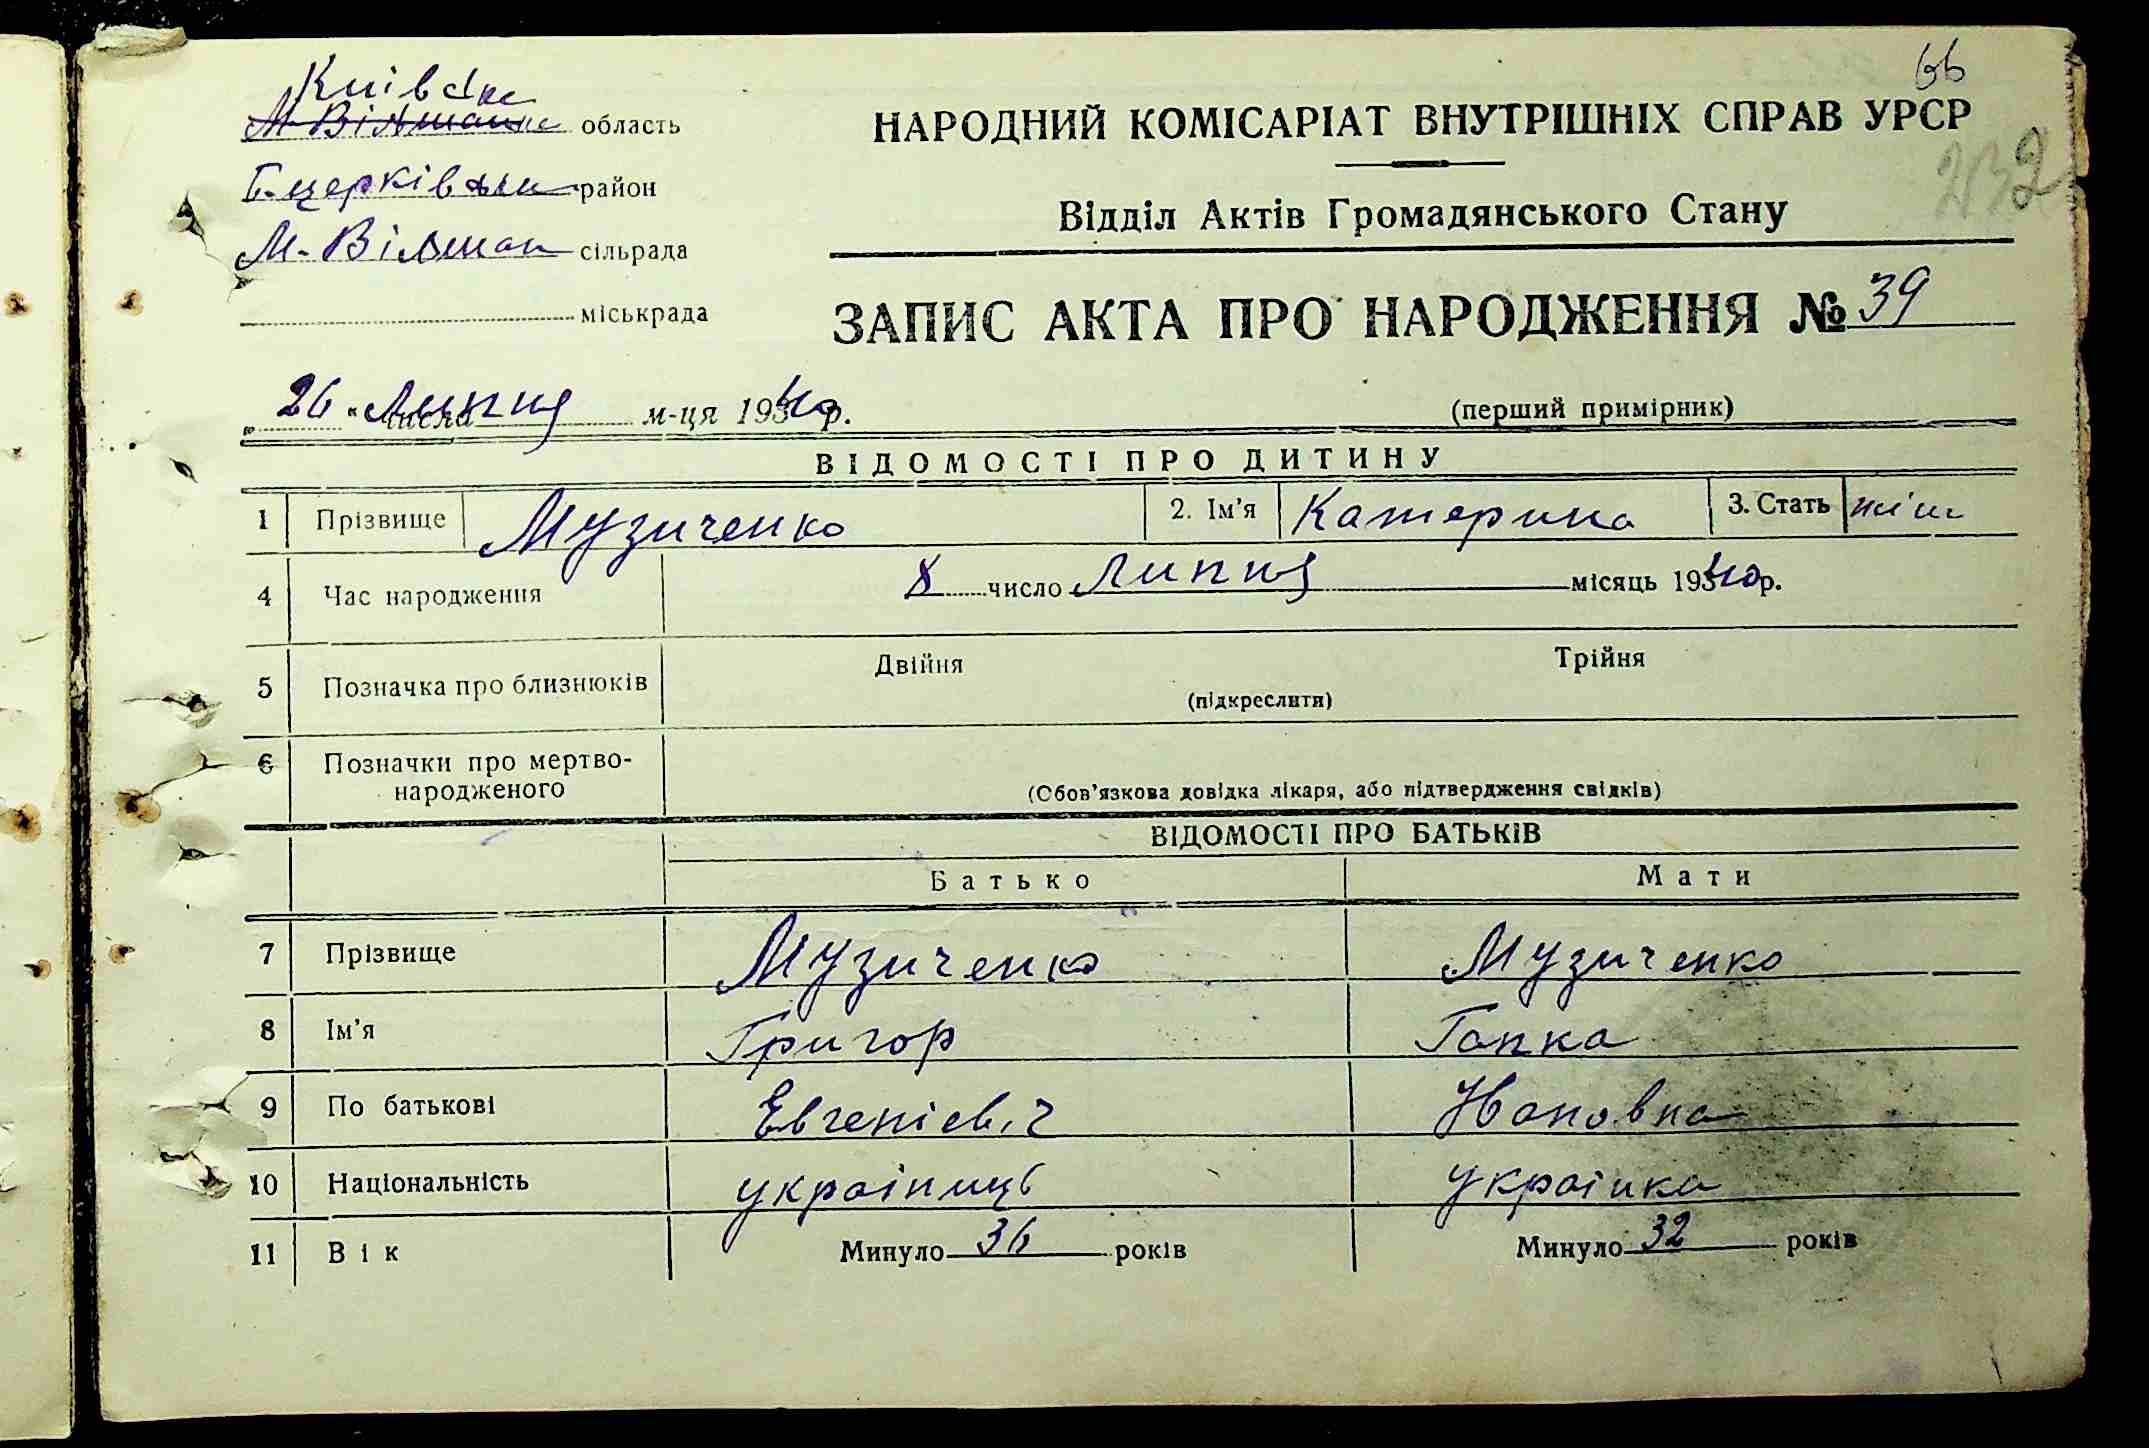 66
Київська
М-Вільшанс область
НАРОДНИЙ КОМІСАРІАТ ВНУТРІШНІХ СПРАВ УРСР
232
Б-церківськ район
Відділ Актів Громадянського Стану
М-Вільшан сільрада
міськрада
ЗАПИС АКТА ПРО НАРОДЖЕННЯ № 39
„ 26 “ числа Липня м-ця 1940 р.
(перший примірник)
ВІДОМОСТІ ПРО ДИТИНУ
1 Прізвище Музиченко 2. Ім'я Катерина 3. Стать жін
4 Час народження 8 число Липня місяць 1940 р.
5 Позначка про близнюків Двійня Трійня
(підкреслити)
6 Позначки про мертво-
народженого (Обов'язкова довідка лікаря, або підтвердження свідків)
ВІДОМОСТІ ПРО БАТЬКІВ
Батько Мати
7 Прізвище Музиченко Музиченко
8 Ім'я Григор Гапка
9 По батькові Евгенієвич Івановна
10 Національність українець українка
11 Вік Минуло 36 років Минуло 32 років